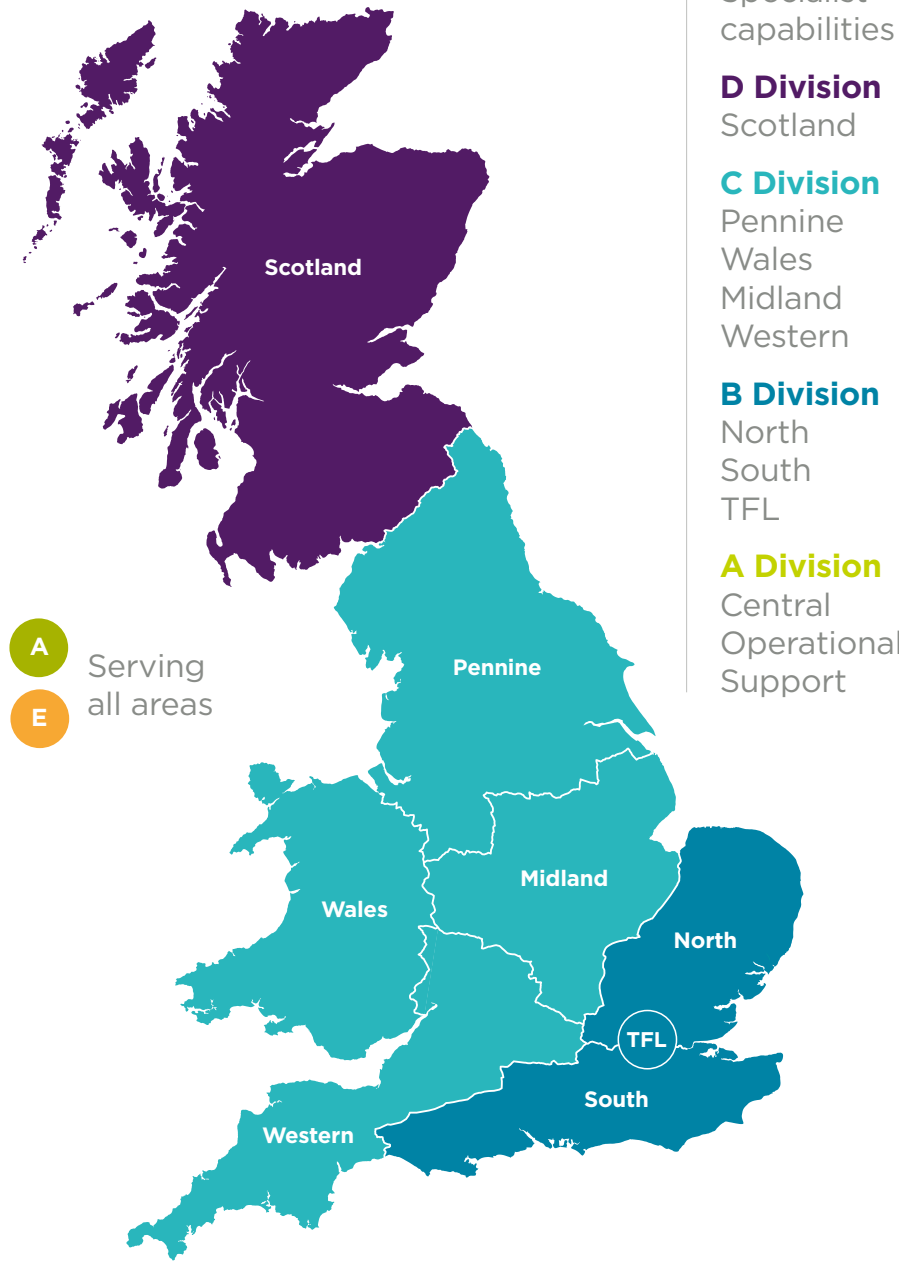 capabilities
D Division
Scotland
C Division
Pennine
Wales
Midland
Western
B Division
North
South
TFL
A Division
Central
Operational
Support
Scotland
A
Serving
all areas
E
Pennine
Midland
Wales
North
TFL
South
Western